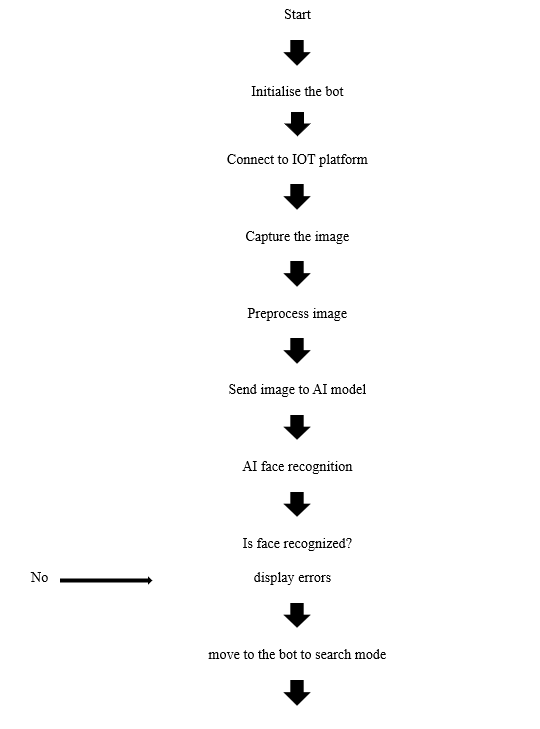 Start
Initialise the bot
Connect to IOT platform
Capture the image
Preprocess image
Send image to AI model
AI face recognition
Is face recognized?
No display errors
move to the bot to search mode